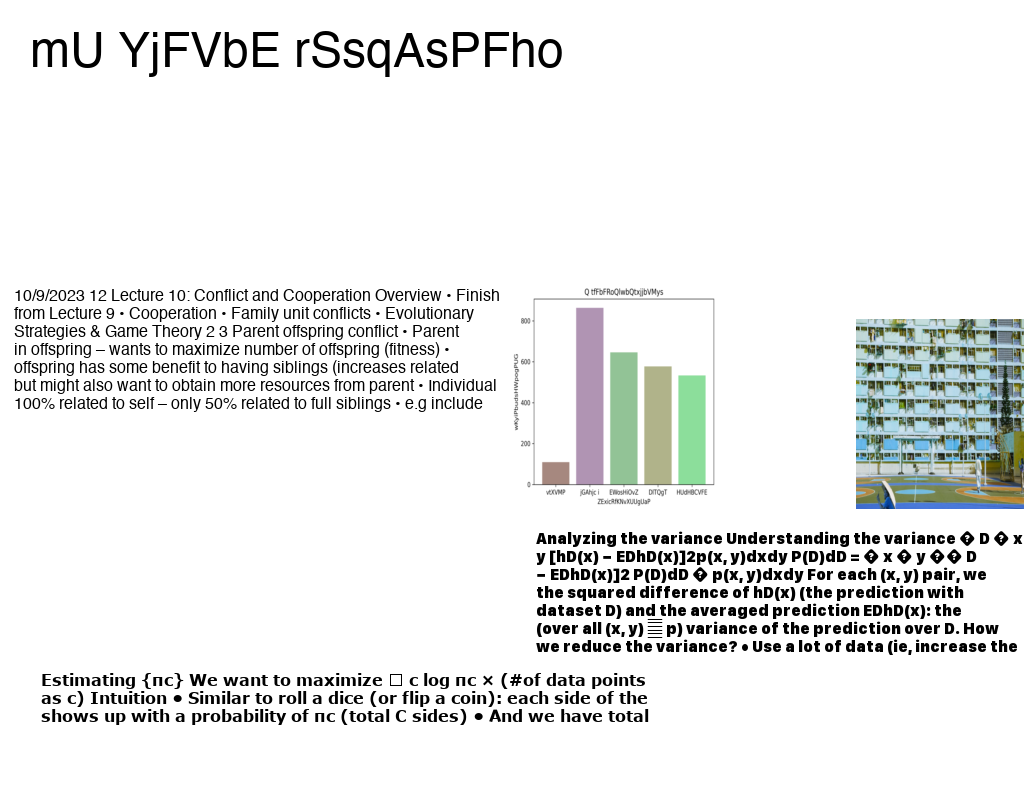 mU YjFVbE rSsqAsPFho
10/9/2023 12 Lecture 10: Conflict and Cooperation Overview • Finish
from Lecture 9 • Cooperation • Family unit conflicts • Evolutionary
Strategies & Game Theory 2 3 Parent offspring conflict • Parent
in offspring – wants to maximize number of offspring (fitness) •
offspring has some benefit to having siblings (increases related
but might also want to obtain more resources from parent • Individual
100% related to self – only 50% related to full siblings • e.g include
Q tfFbFRoQlwbQtxjjbVMys
800
600
400
200
0
vtXVMP jGAhjc i EWosHiOvZ DITQgT HUdHBCVFE
ZExicRfKNvXUUgUaP
Analyzing the variance Understanding the variance � D � x
y [hD(x) − EDhD(x)]2p(x, y)dxdy P(D)dD = � x � y �� D
− EDhD(x)]2 P(D)dD � p(x, y)dxdy For each (x, y) pair, we
the squared difference of hD(x) (the prediction with
dataset D) and the averaged prediction EDhD(x): the
(over all (x, y) p) variance of the prediction over D. How
we reduce the variance? • Use a lot of data (ie, increase the
Estimating {πc} We want to maximize □ c log πc × (#of data points
as c) Intuition ● Similar to roll a dice (or flip a coin): each side of the
shows up with a probability of πc (total C sides) ● And we have total